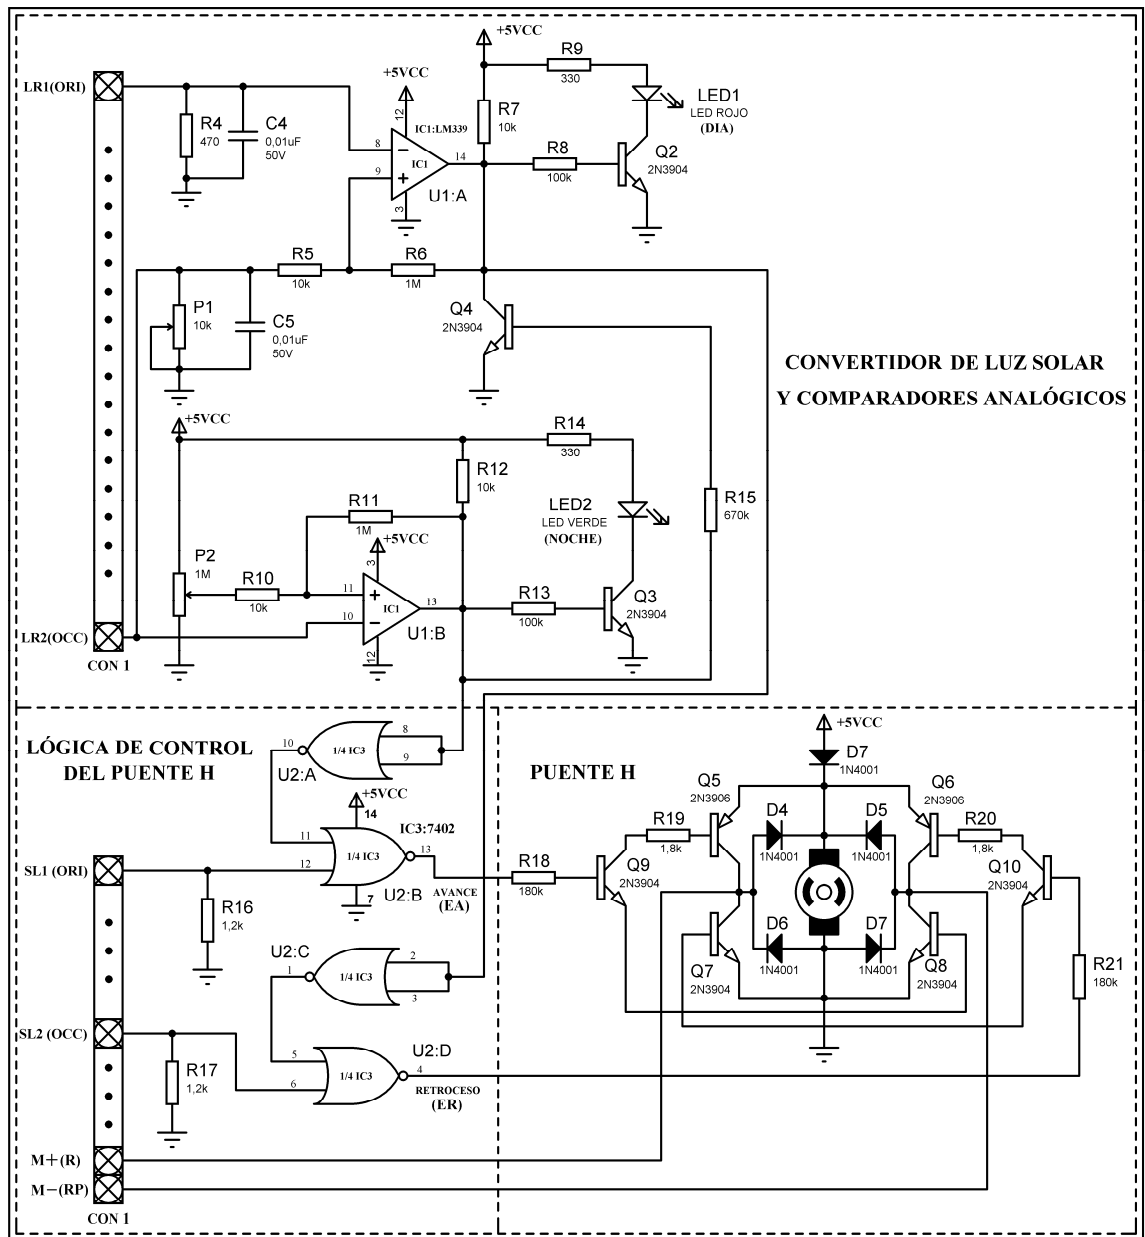 +5VCC
R9
330
LR1(ORI)
+5VCC
LED1
LED ROJO
(DIA)
R4
470
C4
0,01uF
50V
12
R7
10k
IC1:LM339
8
14
IC1
9
U1:A
3
R8
100k
Q2
2N3904
R5
10k
R6
1M
P1
10k
C5
0,01uF
50V
Q4
2N3904
CONVERTIDOR DE LUZ SOLAR
Y COMPARADORES ANALÓGICOS
+5VCC
R14
330
R12
10k
R11
1M
LED2
LED VERDE
(NOCHE)
R15
670k
+5VCC
3
P2
1M
R10
10k
11
13
IC1
10
U1:B
12
R13
100k
Q3
2N3904
LR2(OCC)
CON 1
LÓGICA DE CONTROL
DEL PUENTE H
10
1/4 IC3
8
9
U2:A
+5VCC
14
IC3:7402
11
12
1/4 IC3
13
7
U2:B
AVANCE
(EA)
SL1 (ORI)
R16
1,2k
U2:C
1
1/4 IC3
2
3
SL2 (OCC)
R17
1,2k
5
6
1/4 IC3
U2:D
4
RETROCESO
(ER)
M+(R)
M−(RP)
CON 1
PUENTE H
+5VCC
D7
1N4001
Q5
2N3906
Q6
2N3906
R19
1,8k
D4
1N4001
D5
1N4001
R20
1,8k
R18
180k
Q9
2N3904
Q10
2N3904
D6
1N4001
D7
1N4001
Q7
2N3904
Q8
2N3904
R21
180k